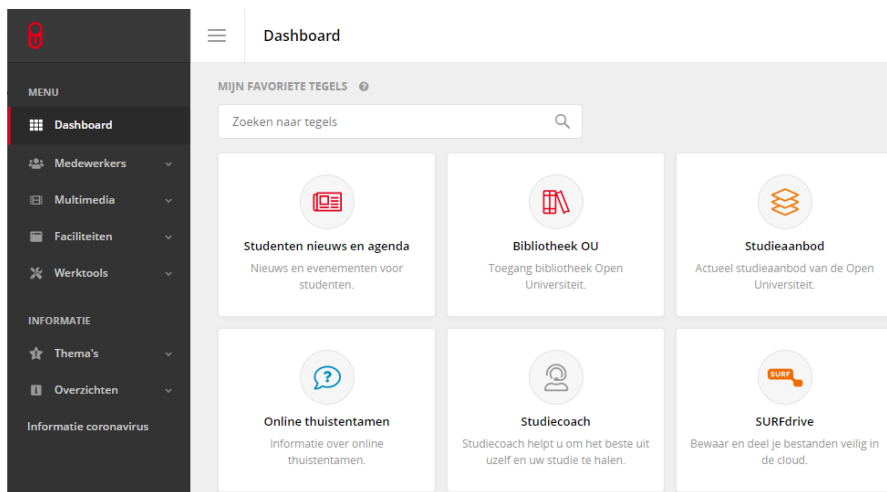 Dashboard
MENU
Dashboard
Medewerkers
Multimedia
Faciliteiten
Werktools
INFORMATIE
Thema's
Overzichten
Informatie coronavirus
MIJN FAVORIETE TEGELS
Zoeken naar tegels
Studenten nieuws en agenda
Nieuws en evenementen voor
studenten.
Bibliotheek OU
Toegang bibliotheek Open
Universiteit.
Studieaanbod
Actueel studieaanbod van de Open
Universiteit.
Online thuistentamen
Informatie over online
thuistentamen.
Studiecoach
Studiecoach helpt u om het beste uit
uzelf en uw studie te halen.
SURF
SURFdrive
Bewaar en deel je bestanden veilig in
de cloud.